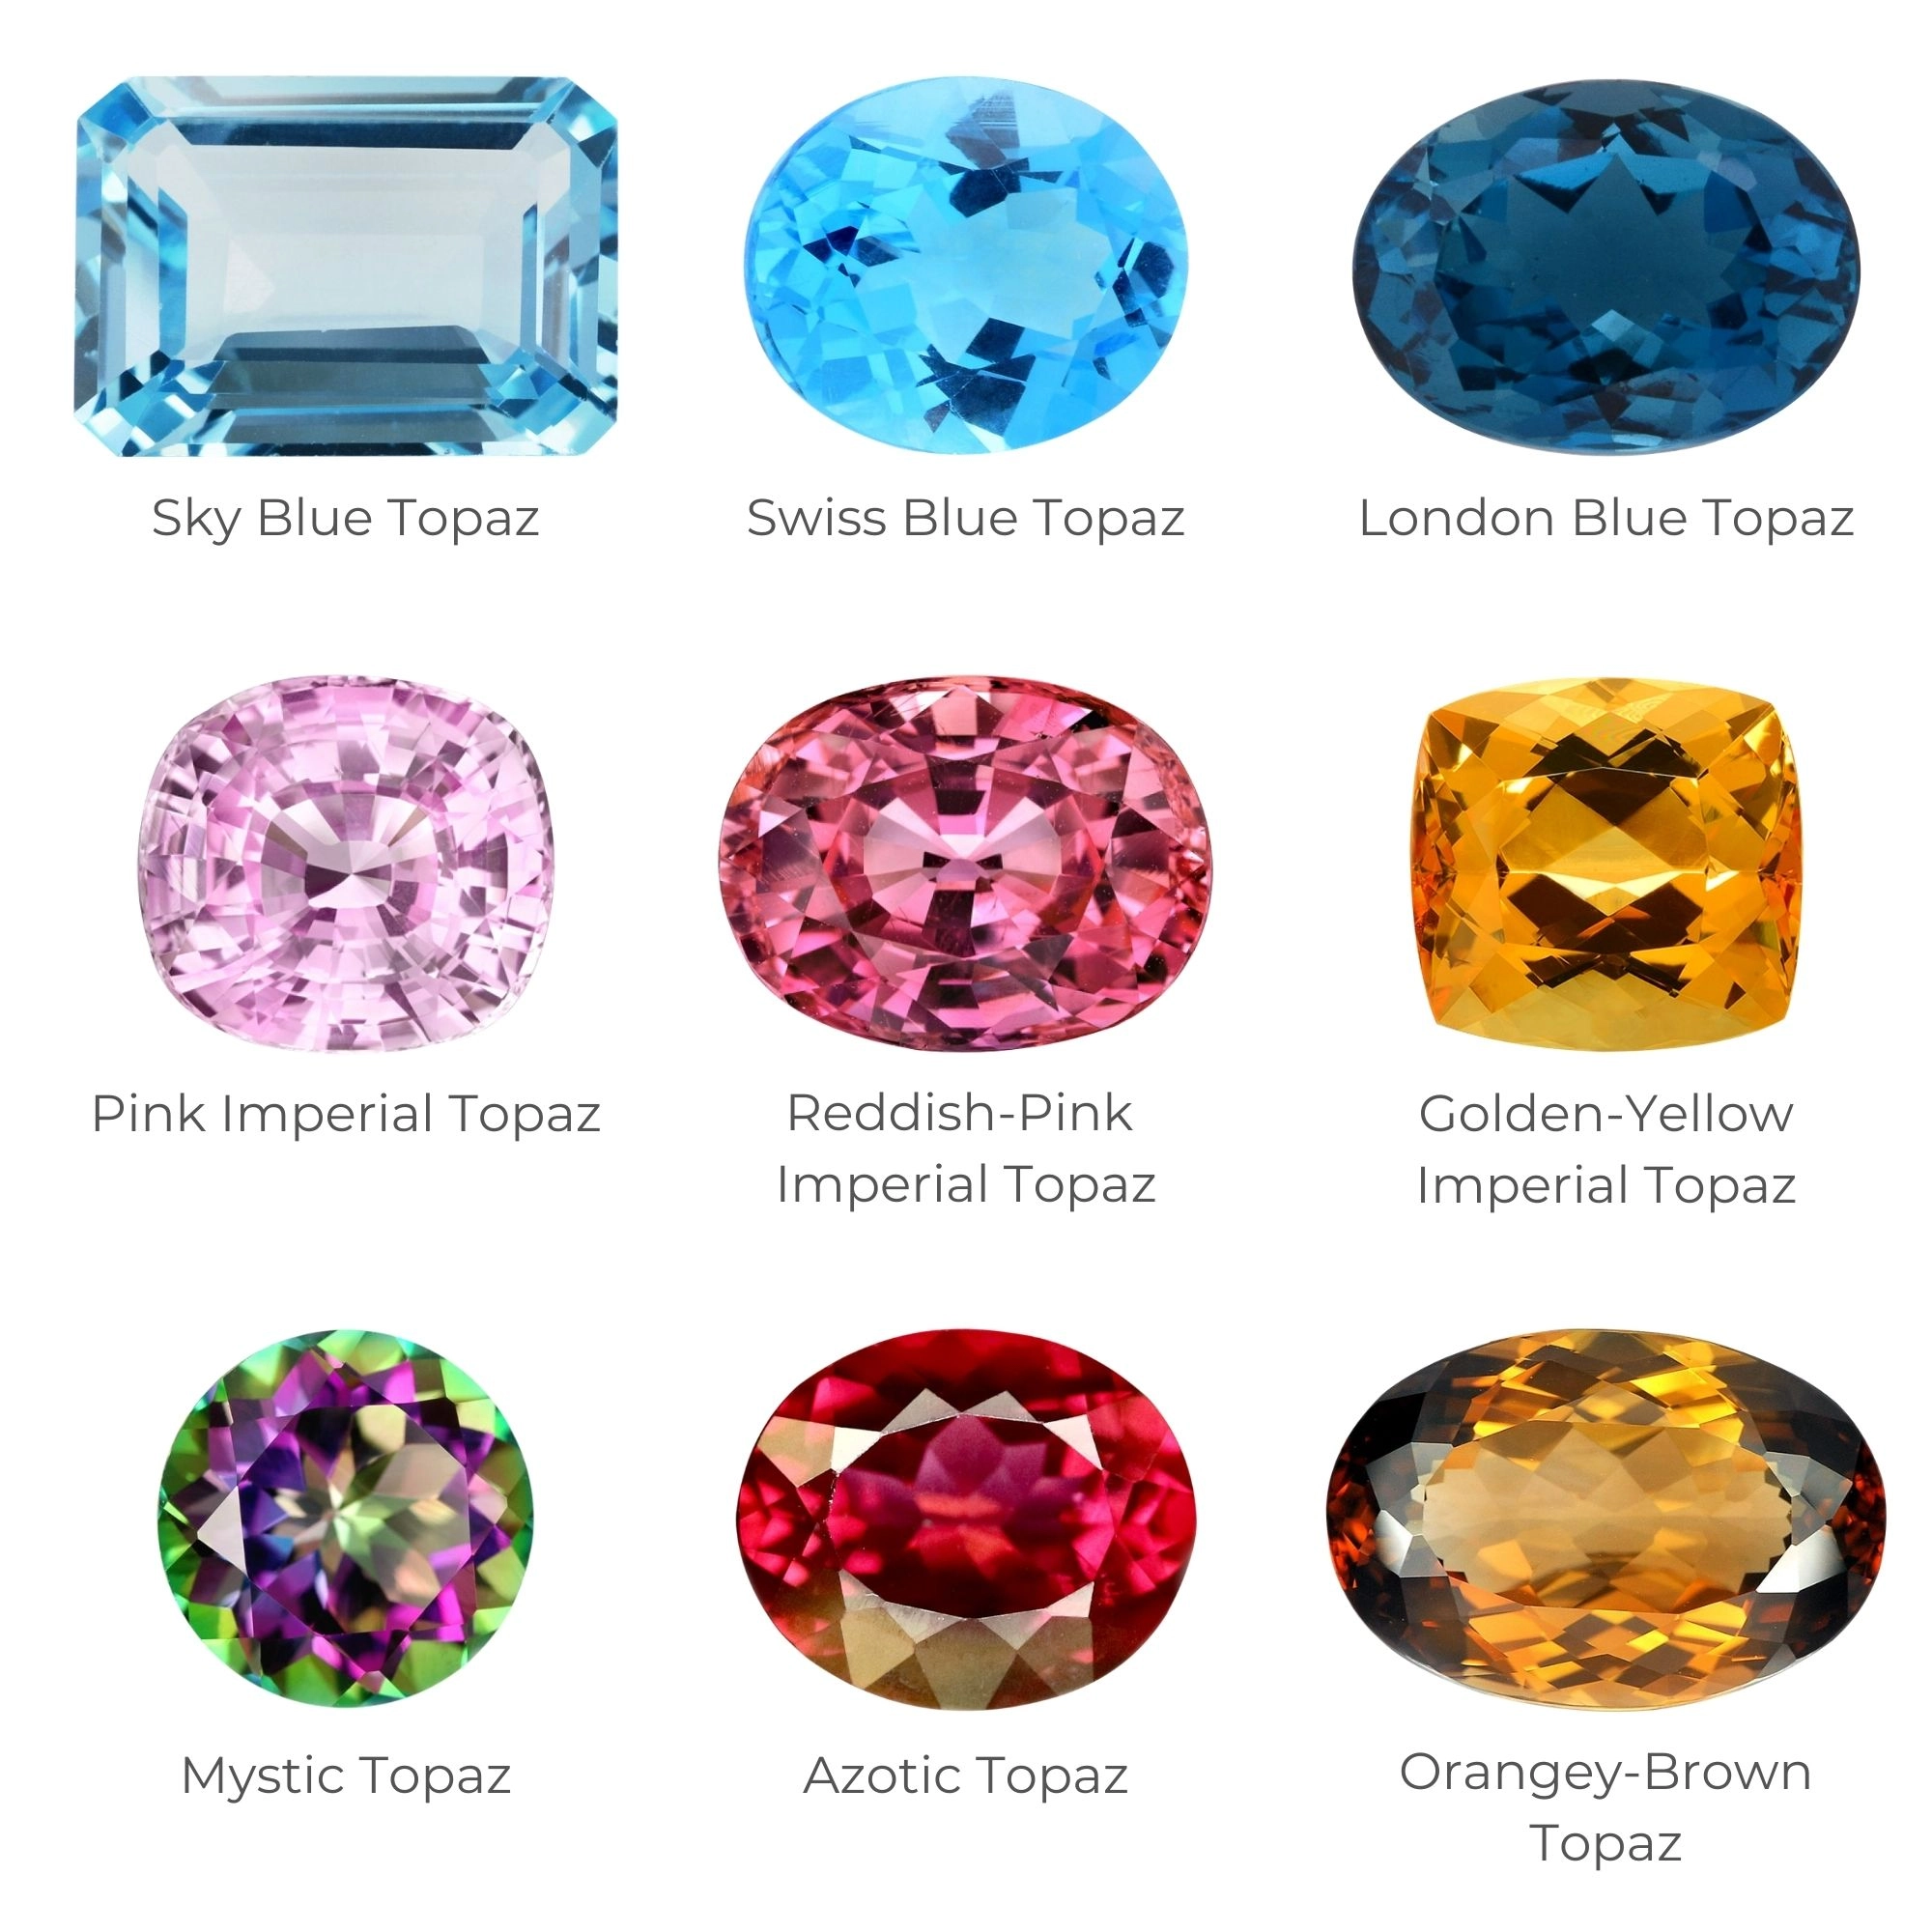 Sky Blue Topaz
Swiss Blue Topaz
London Blue Topaz
Pink Imperial Topaz
Reddish-Pink
Imperial Topaz
Golden-Yellow
Imperial Topaz
Mystic Topaz
Azotic Topaz
Orangey-Brown
Topaz